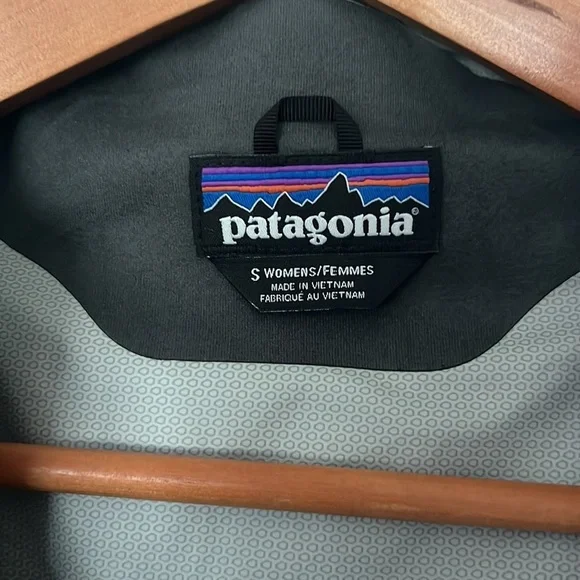 patagonia®
S WOMENS/FEMMES
MADE IN VIETNAM
FABRIQUÉ AU VIETNAM